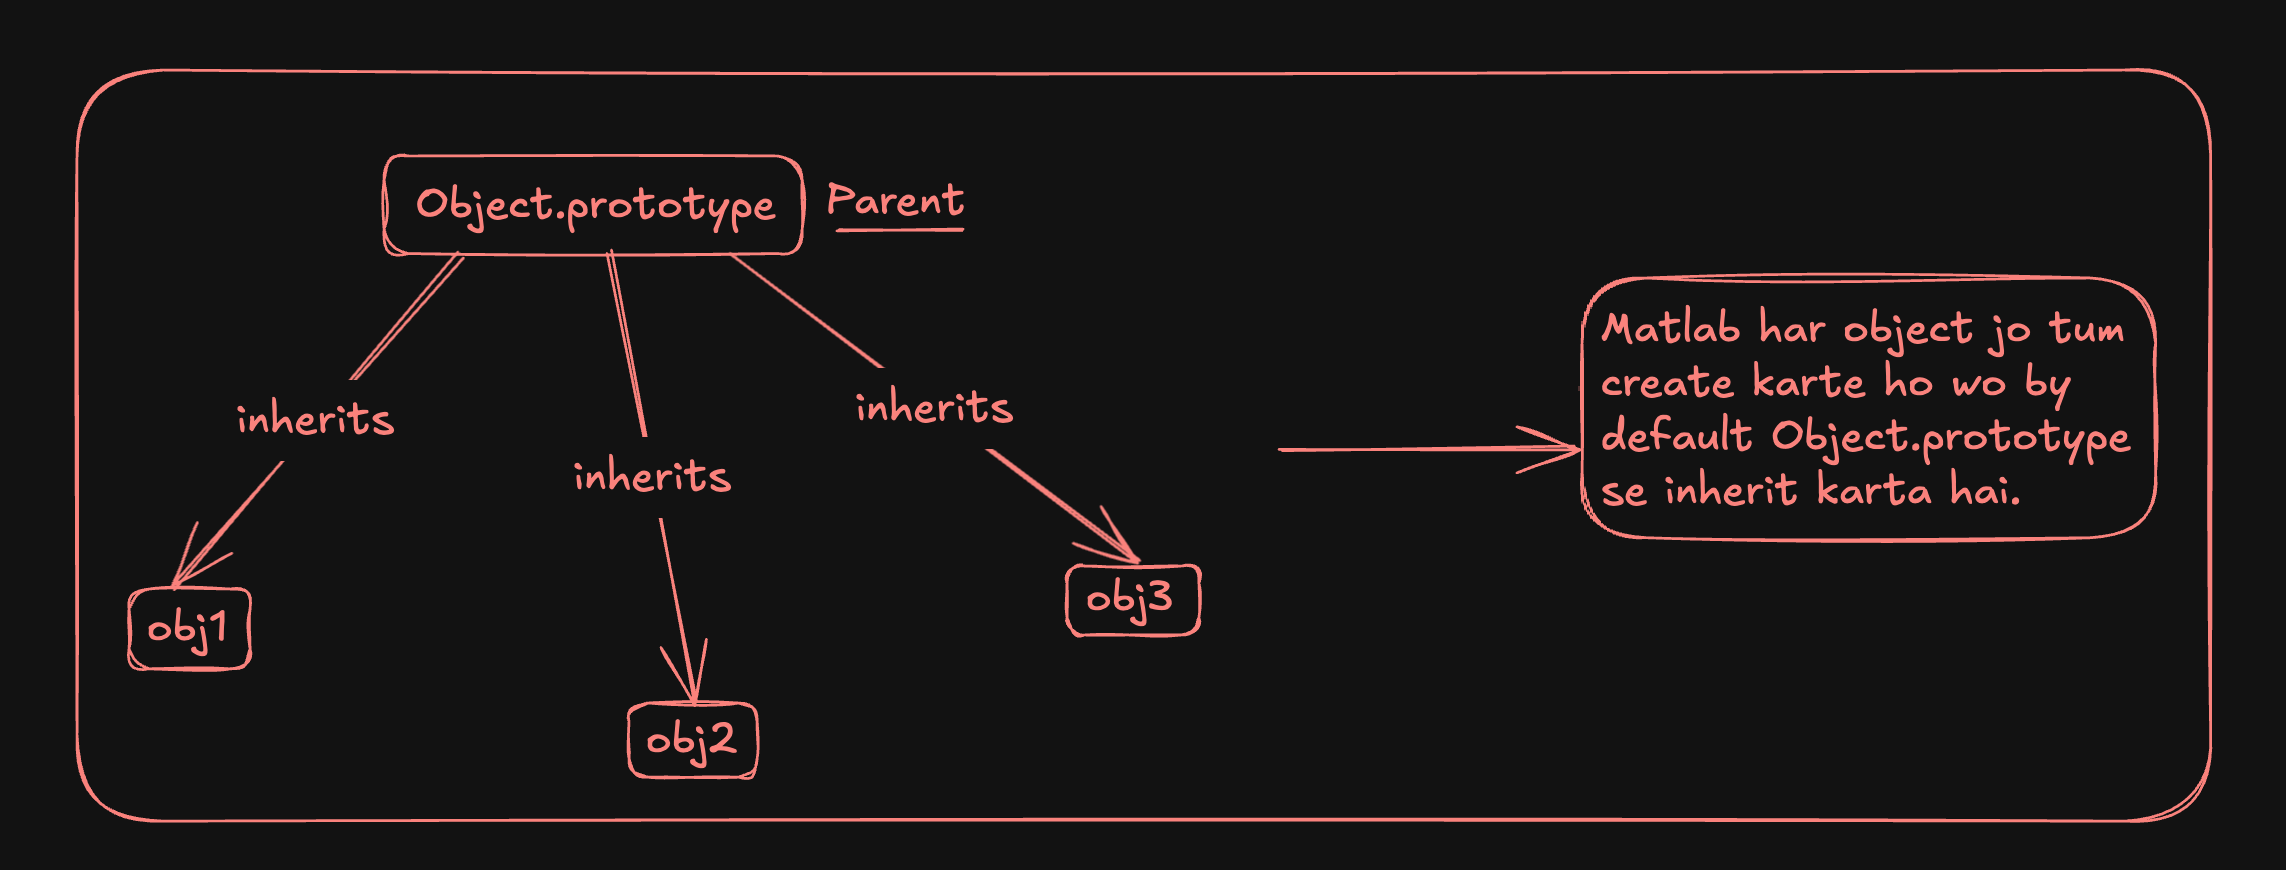 Object.prototype
Parent
inherits
inherits
inherits
obj1
obj2
obj3
Matlab har object jo tum
create karte ho wo by
default Object.prototype
se inherit karta hai.